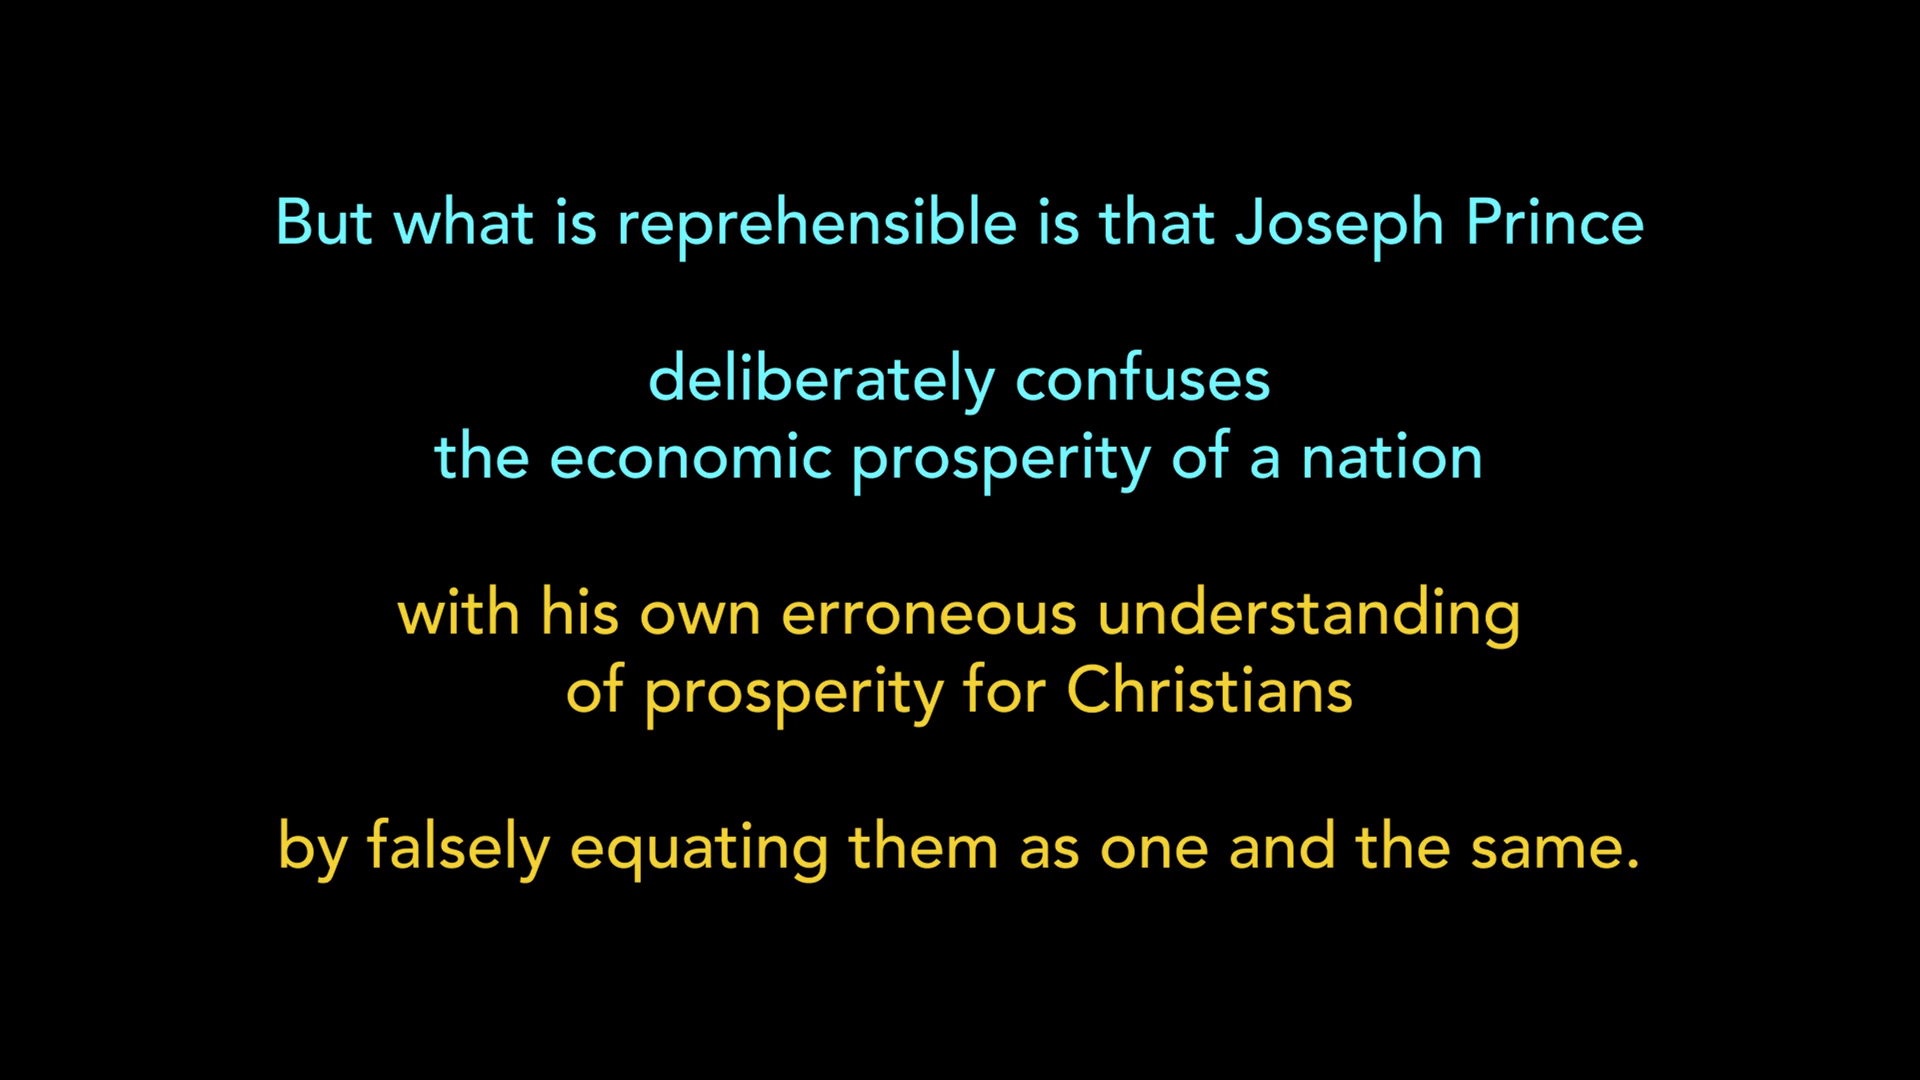 But what is reprehensible is that Joseph Prince
deliberately confuses
the economic prosperity of a nation
with his own erroneous understanding
of prosperity for Christians
by falsely equating them as one and the same.